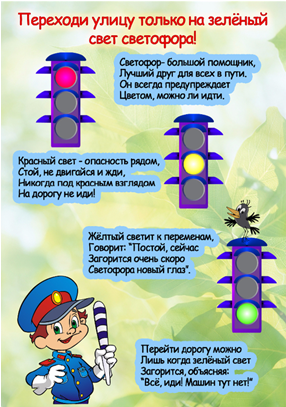 Переходи улицу только на зелёный
свет светофора!
Светофор- большой помощник,
Лучший друг для всех в пути.
Он всегда предупреждает
Цветом, можно ли идти.
Красный свет - опасность рядом,
Стой, не двигайся и жди,
Никогда под красным взглядом
На дорогу не иди!
Жёлтый светит к переменам,
Говорит: "Постой, сейчас
Загорится очень скоро
Светофора новый глаз".
Перейти дорогу можно
Лишь когда зелёный свет
Загорится, объясняя:
"Всё, иди! Машин тут нет!"